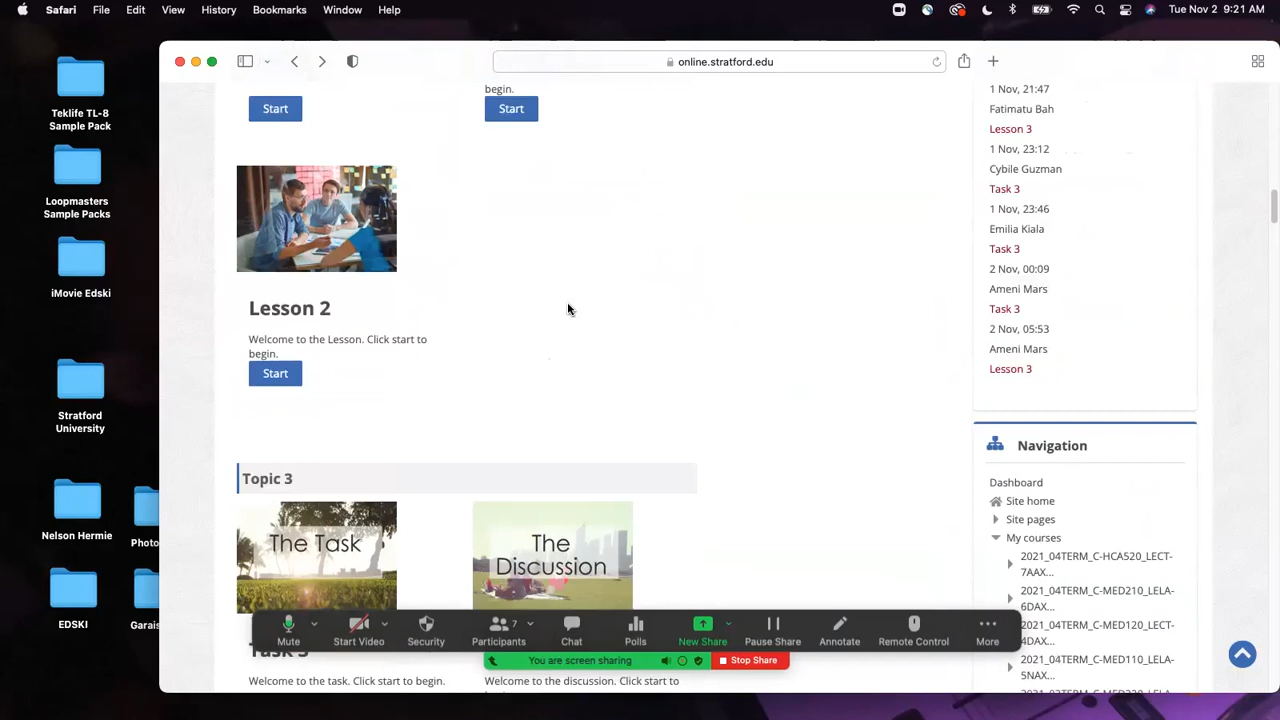 Safari File Edit View History Bookmarks Window Help
Tue Nov 2 9:21 AM
Teklife TL-8
Sample Pack
Loopmasters
Sample Packs
iMovie Edski
Stratford
University
Nelson Hermie
Photo
EDSKI
Garais
online.stratford.edu
begin.
Start
Start
Lesson 2
Welcome to the Lesson. Click start to
begin.
Start
Topic 3
The Task
The
Discussion
Welcome to the task. Click start to begin.
Welcome to the discussion. Click start to
1 Nov, 21:47
Fatimatu Bah
Lesson 3
1 Nov, 23:12
Cybile Guzman
Task 3
1 Nov, 23:46
Emilia Kiala
Task 3
2 Nov, 00:09
Ameni Mars
Task 3
2 Nov, 05:53
Ameni Mars
Lesson 3
Navigation
Dashboard
Site home
Site pages
My courses
2021_04TERM_C-HCA520_LECT-
7AAX...
2021_04TERM_C-MED210_LELA-
6DAX...
2021_04TERM_C-MED120_LECT-
4DAX...
2021_04TERM_C-MED110_LELA-
5NAX...
Mute
Start Video
Security
7
Participants
Chat
Polls
New Share
Pause Share
Annotate
Remote Control
More
You are screen sharing
Stop Share